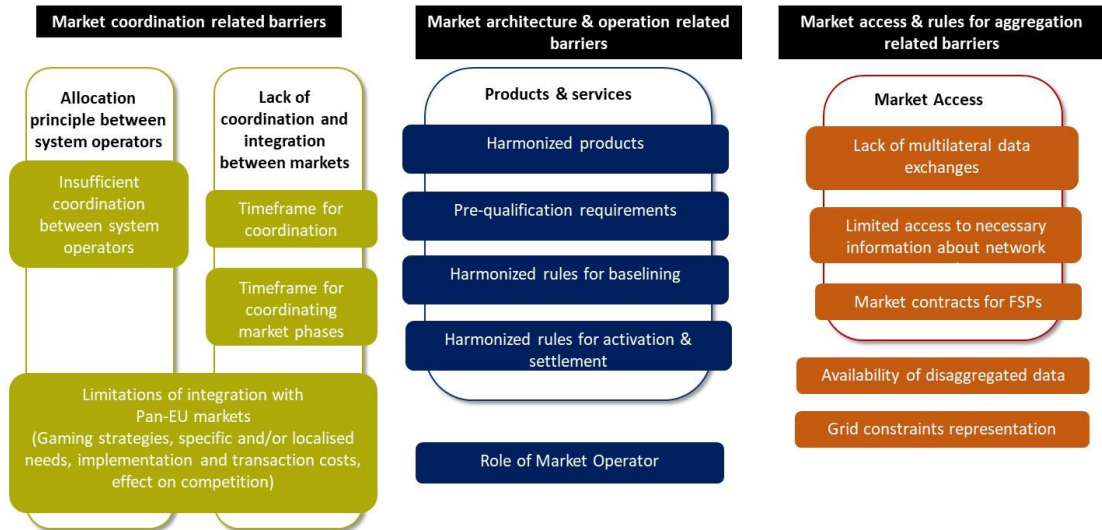 Market coordination related barriers
Allocation
principle between
system operators
Insufficient
coordination
between system
operators
Lack of
coordination and
integration
between markets
Timeframe for
coordination
Timeframe for
coordinating
market phases
Limitations of integration with
Pan-EU markets
(Gaming strategies, specific and/or localised
needs, implementation and transaction costs,
effect on competition)
Market architecture & operation related
barriers
Products & services
Harmonized products
Pre-qualification requirements
Harmonized rules for baselining
Harmonized rules for activation &
settlement
Role of Market Operator
Market access & rules for aggregation
related barriers
Market Access
Lack of multilateral data
exchanges
Limited access to necessary
information about network
Market contracts for FSPs
Availability of disaggregated data
Grid constraints representation